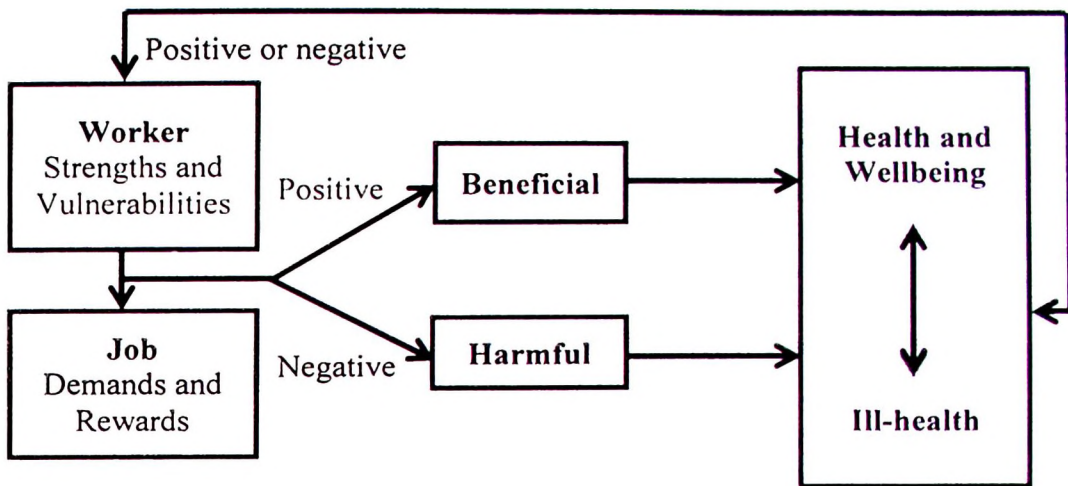 Positive or negative
Worker
Strengths and
Vulnerabilities
Job
Demands and
Rewards
Positive
Negative
Beneficial
Harmful
Health and
Wellbeing
Ill-health